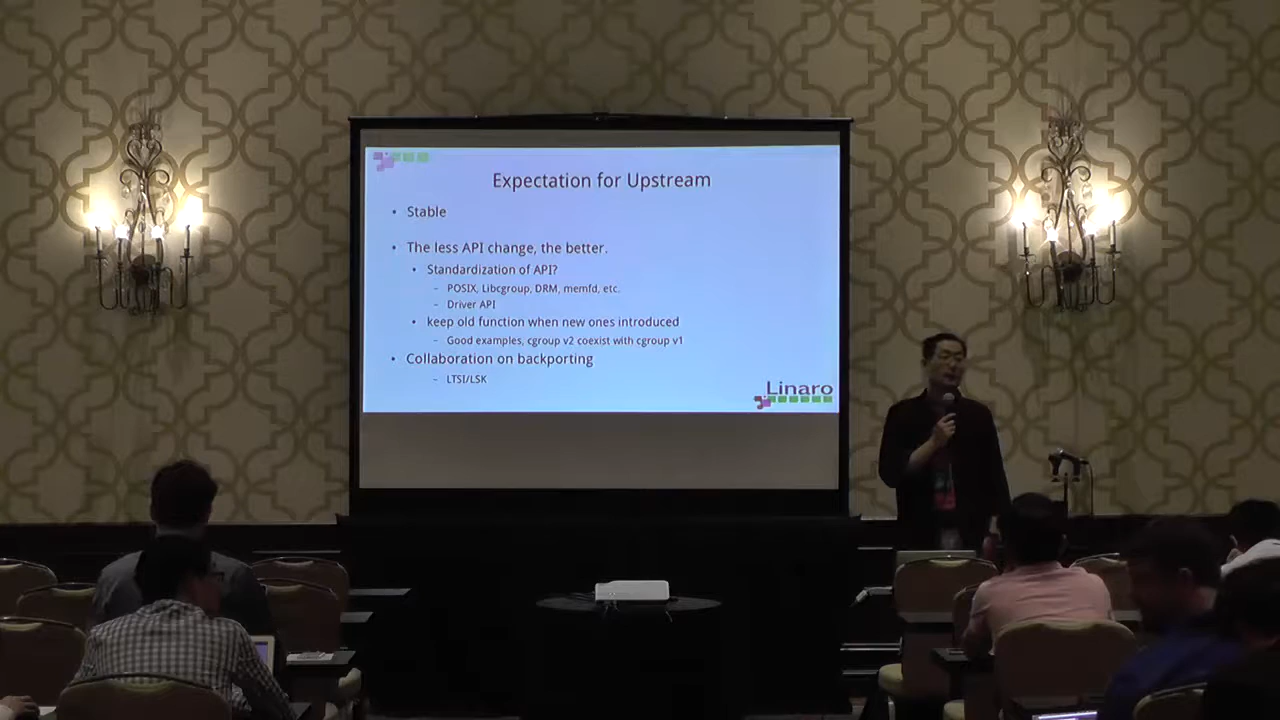 Expectation for Upstream
• Stable
• The less API change, the better.
• Standardization of API?
– POSIX, Libcgroup, DRM, memfd, etc.
– Driver API
• keep old function when new ones introduced
– Good examples, cgroup v2 coexist with cgroup v1
• Collaboration on backporting
– LTSI/LSK
Linaro